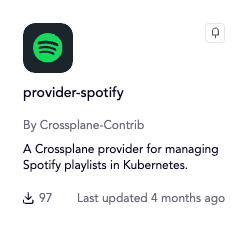 provider-spotify
By Crossplane-Contrib
A Crossplane provider for managing
Spotify playlists in Kubernetes.
97 Last updated 4 months ago